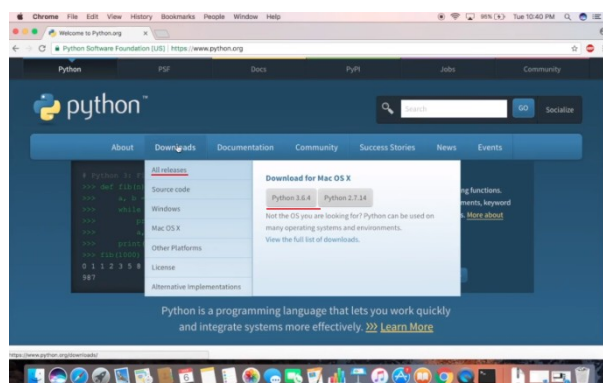 Chrome File Edit View History Bookmarks People Window Help 95% Tue 10:40 PM
Welcome to Python.org
Python Software Foundation [US] https://www.python.org
Python PSF Docs PyPI Jobs Community
python™ Search GO Socialize
About Downloads Documentation Community Success Stories News Events
# Python 3: Fi
>>> def fib(n)
>>> a, b =
>>> while
>>> print
>>> fib(1000)
0 1 1 2 3 5 8
987
All releases
Source code
Windows
Mac OS X
Other Platforms
License
Alternative Implementations
Download for Mac OS X
Python 3.6.4 Python 2.7.14
Not the OS you are looking for? Python can be used on
many operating systems and environments.
View the full list of downloads.
ng functions.
ments, keyword
s. More about
Python is a programming language that lets you work quickly
and integrate systems more effectively. >>> Learn More
https://www.python.org/downloads/